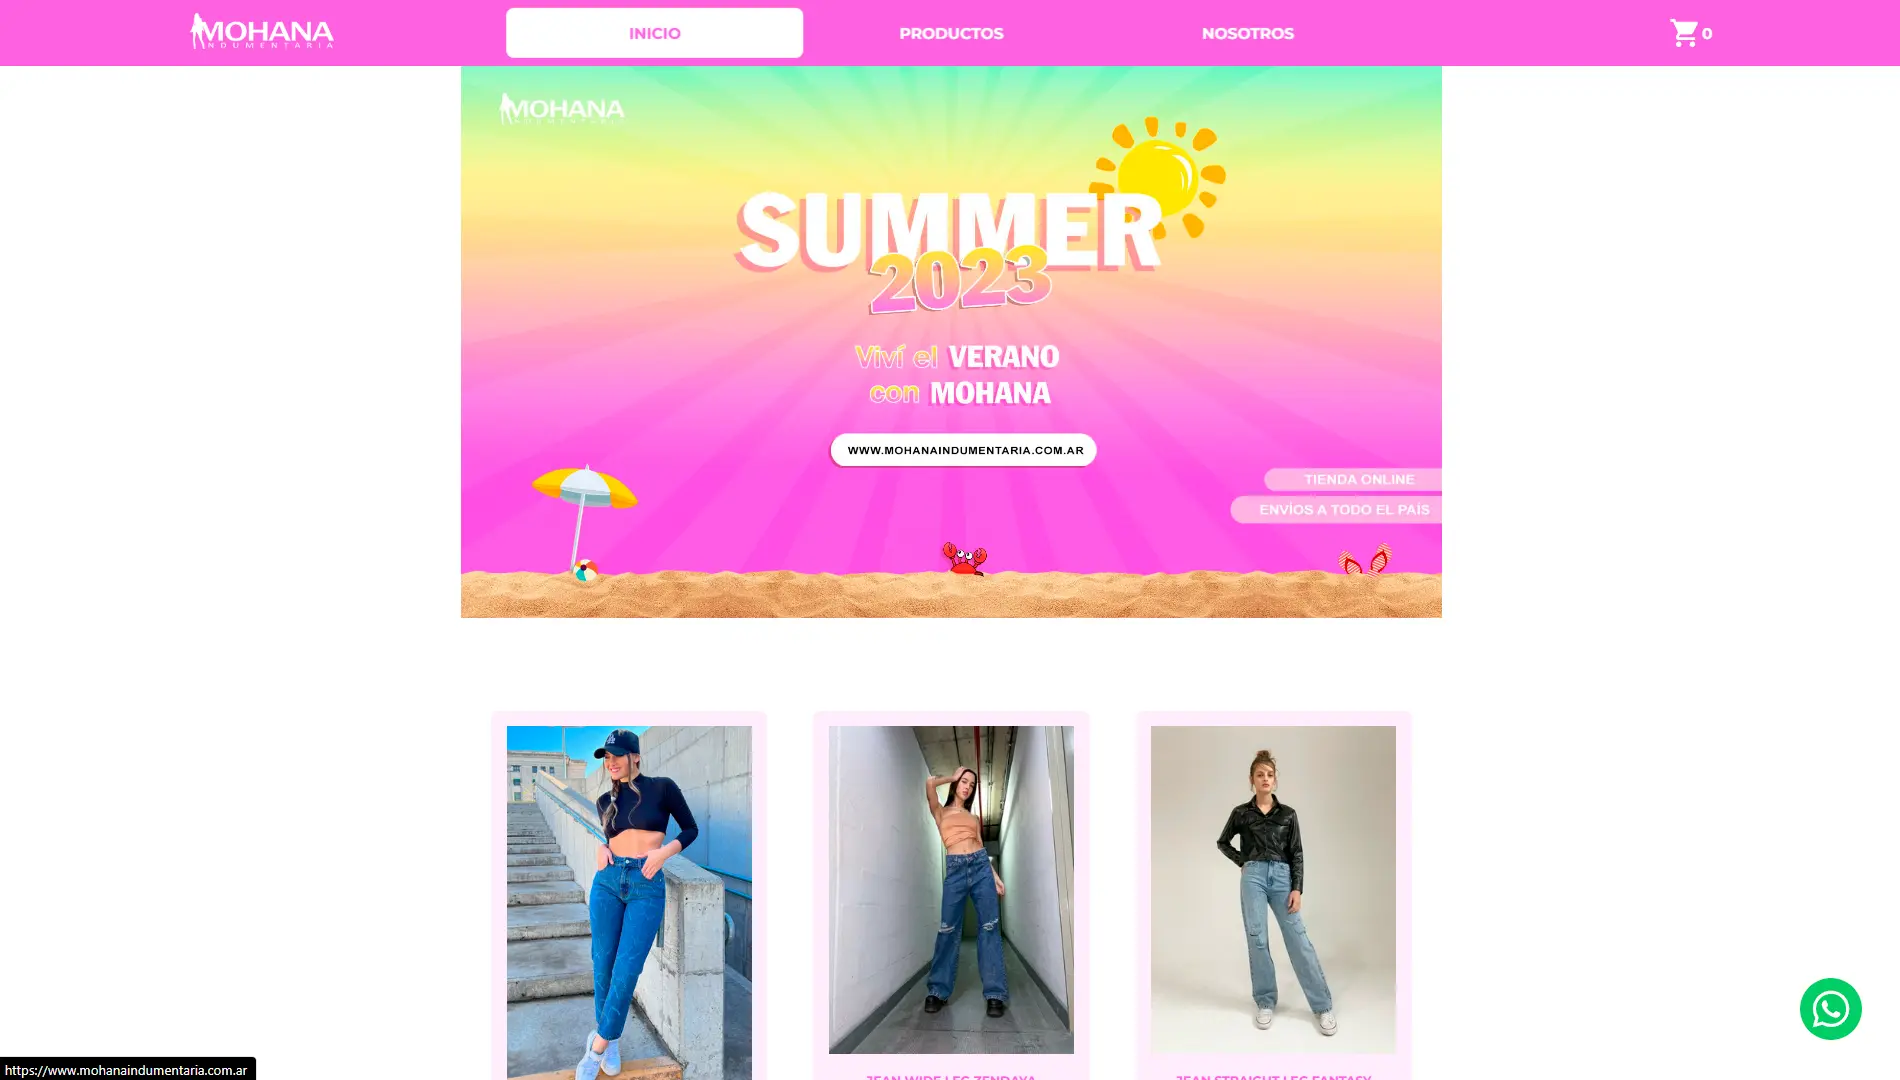 MOHANA
INDUMENTARIA
INICIO
PRODUCTOS
NOSOTROS
0
MOHANA
INDUMENTARIA
SUMMER
2023
Viví el VERANO
con MOHANA
WWW.MOHANAINDUMENTARIA.COM.AR
TIENDA ONLINE
ENVÍOS A TODO EL PAÍS
LA
JEAN WIDE LEG ZENDAYA
JEAN STRAIGHT LEG FANTASY
https://www.mohanaindumentaria.com.ar